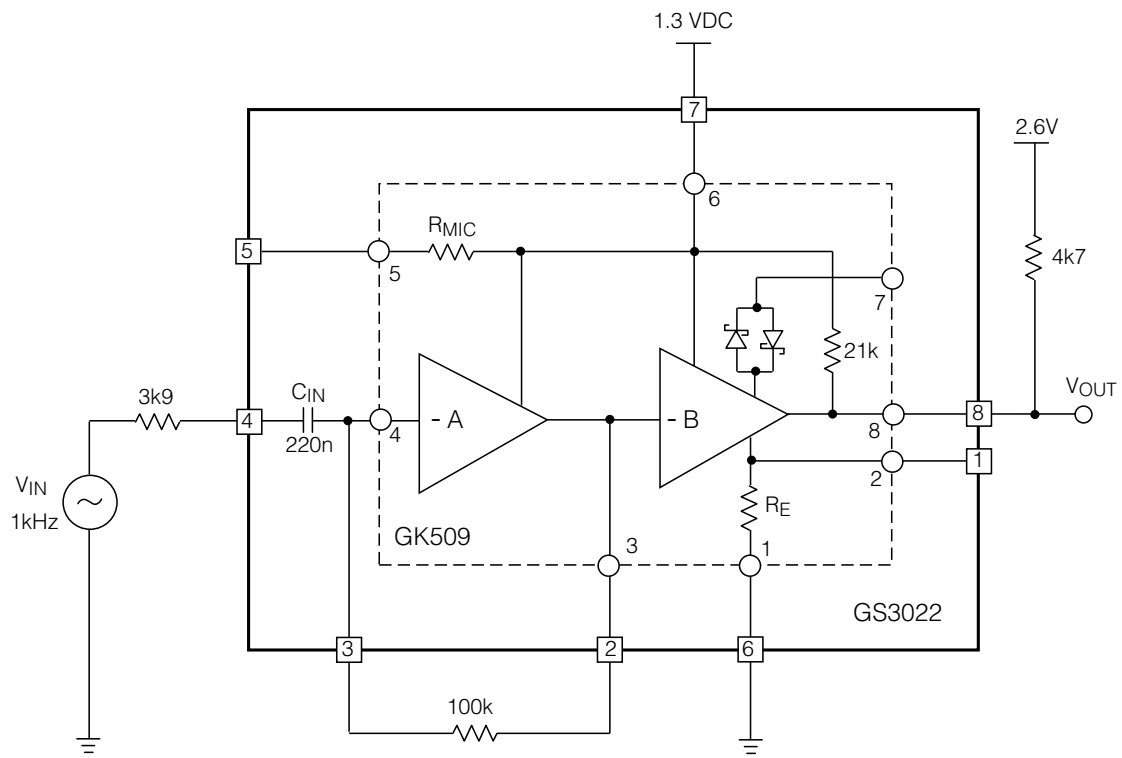 1.3 VDC
7
2.6V
6
RMIC
5
5
7
4k7
21k
3k9
CIN
VOUT
4
4
- A
- B
8
8
220n
2
1
VIN
1kHz
RE
GK509
3
1
GS3022
3
2
6
100k